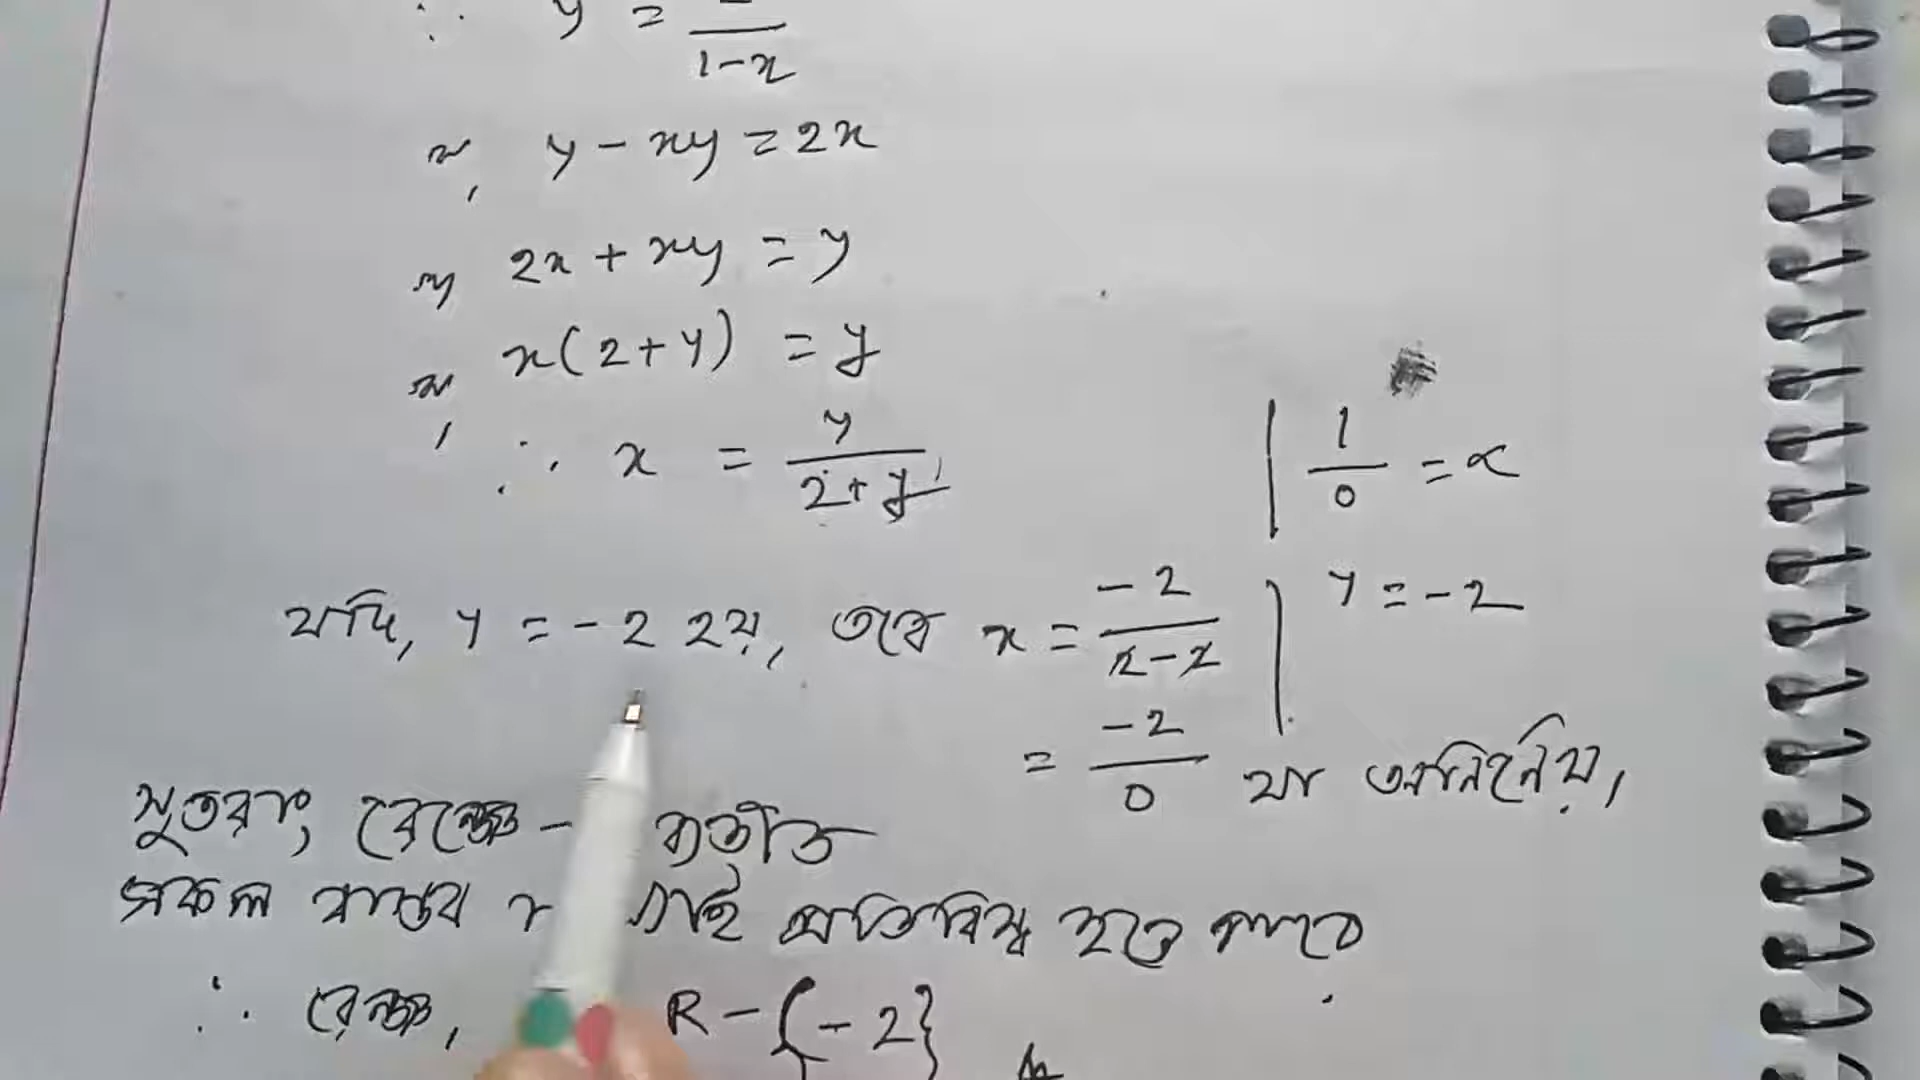 ∴ y = —/1-x
বা, y - xy = 2x
বা, 2x + xy = y
বা, x(2+y) = y
∴ x = y/2+y
1/0 = ∝
যদি, y = -2 হয়, তবে x = -2/2-2
y = -2
= -2/0 যা অনির্নেয়,
সুতরাং, রেঞ্জে - ব্যতীত
সকল বাস্তব প্রতিবিম্ব হতে পারে
∴ রেঞ্জ, R - {-2}